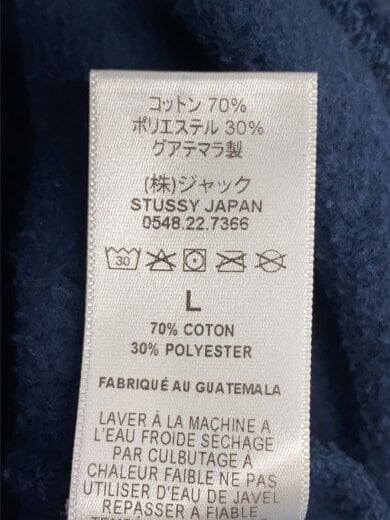 コットン 70%
ポリエステル 30%
グアテマラ製
(株)ジャック
STUSSY JAPAN
0548.22.7366
30
L
70% COTON
30% POLYESTER
FABRIQUÉ AU GUATEMALA
LAVER À LA MACHINE A
L'EAU FROIDE SECHAGE
PAR CULBUTAGE À
CHALEUR FAIBLE NE PAS
UTILISER D'EAU DE JAVEL
REPASSER A FIABLE